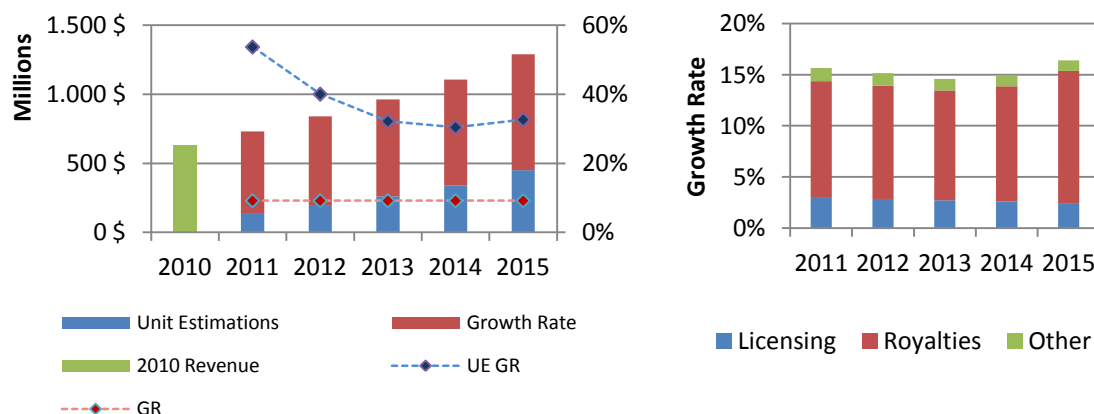 Millions
1.500 $
1.000 $
500 $
0 $
60%
40%
20%
0%
2010 2011 2012 2013 2014 2015
Unit Estimations
Growth Rate
2010 Revenue
UE GR
GR
Growth Rate
20%
15%
10%
5%
0%
2011 2012 2013 2014 2015
Licensing Royalties Other